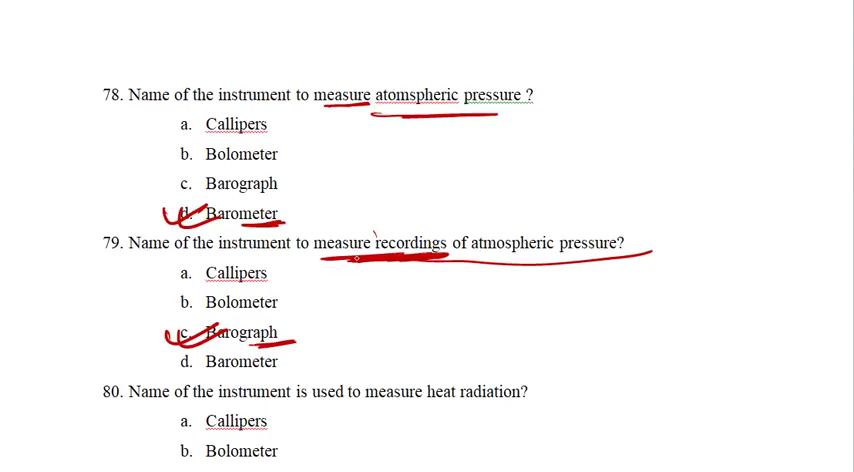 78. Name of the instrument to measure atomspheric pressure ?
a. Callipers
b. Bolometer
c. Barograph
d. Barometer
79. Name of the instrument to measure recordings of atmospheric pressure?
a. Callipers
b. Bolometer
c. Barograph
d. Barometer
80. Name of the instrument is used to measure heat radiation?
a. Callipers
b. Bolometer